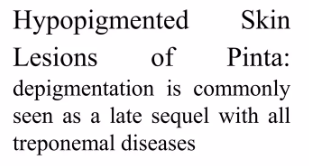 Hypopigmented Skin
Lesions of Pinta:
depigmentation is commonly
seen as a late sequel with all
treponemal diseases